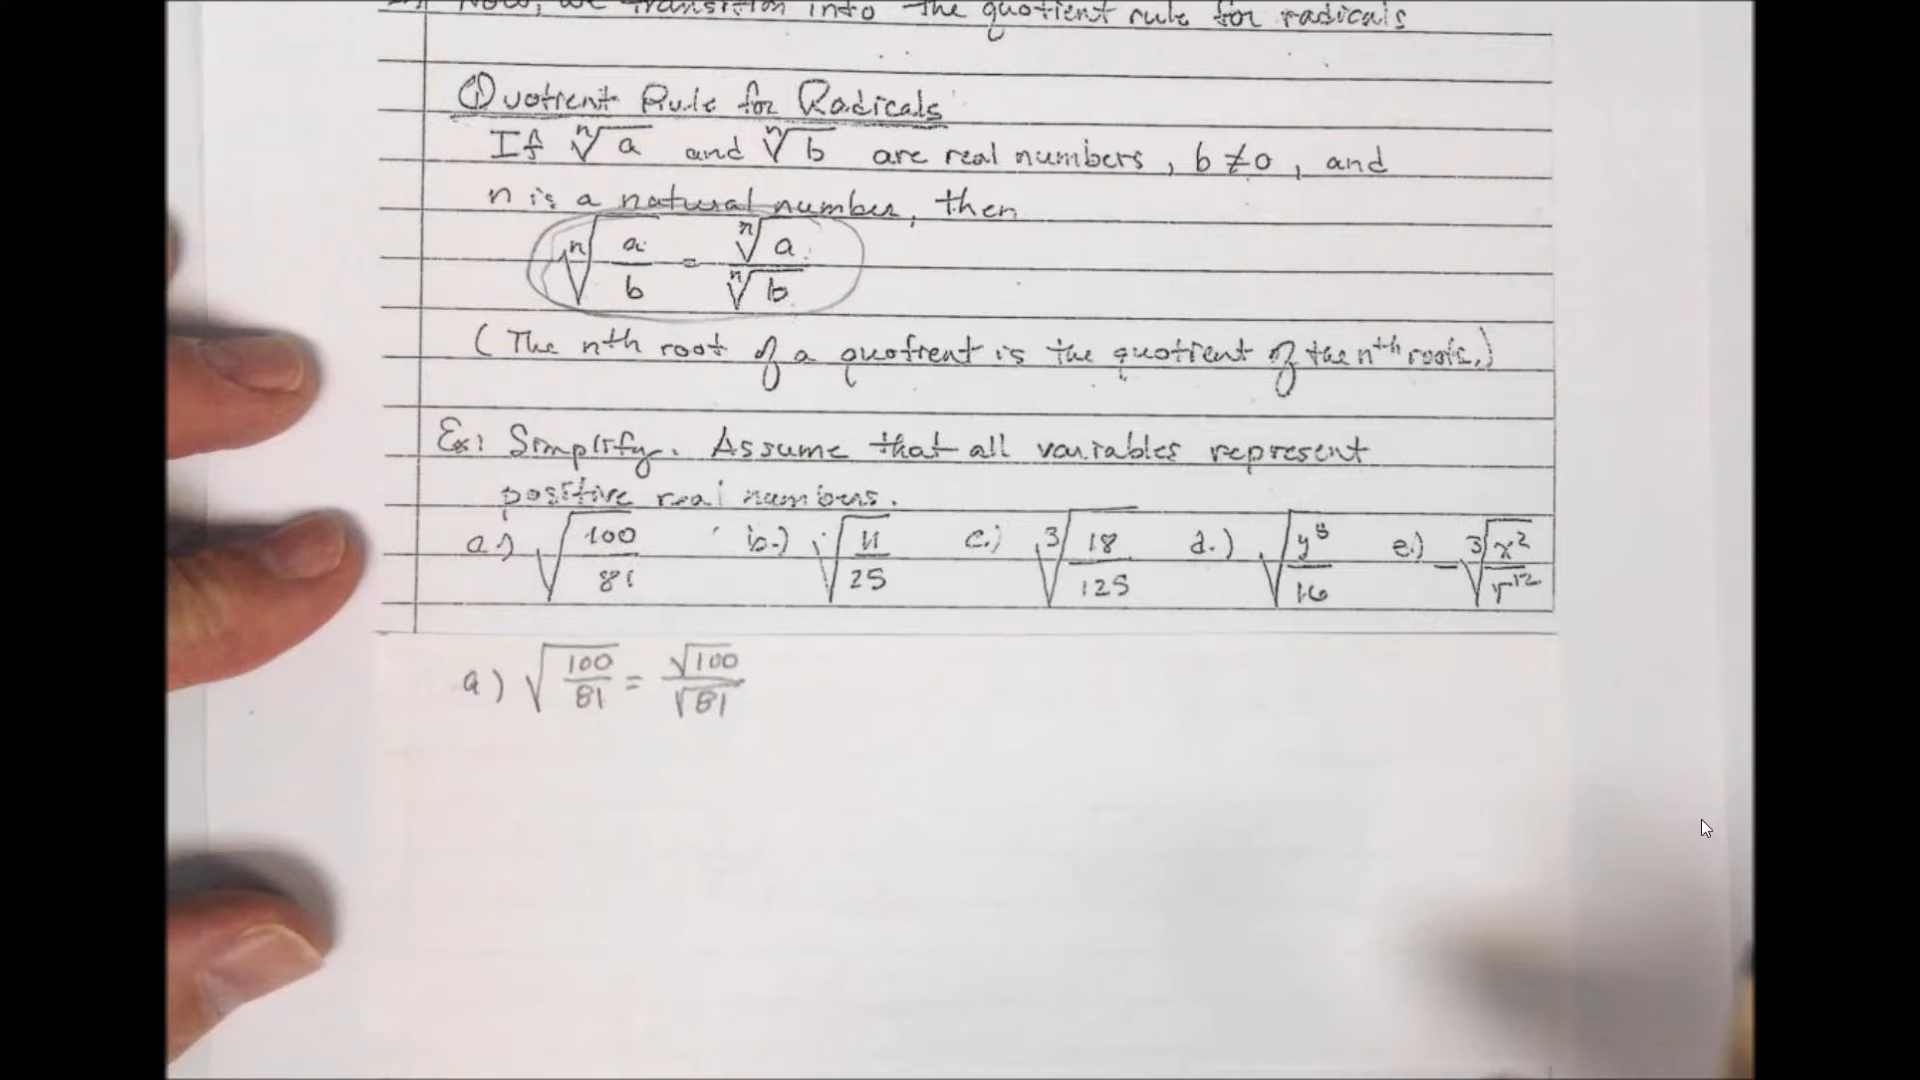 Now, we transition into the quotient rule for radicals
Quotient Rule for Radicals
If ⁿ√a and ⁿ√b are real numbers, b ≠ 0, and
n is a natural number, then
ⁿ√(a/b) = ⁿ√a / ⁿ√b
(The nth root of a quotient is the quotient of the nth roots.)
Ex: Simplify. Assume that all variables represent
positive real numbers.
a.) √(100/81) b.) √(11/25) c.) ³√(18/125) d.) √(y⁸/16) e.) -³√(x²/r¹²)
a) √(100/81) = √100/√81